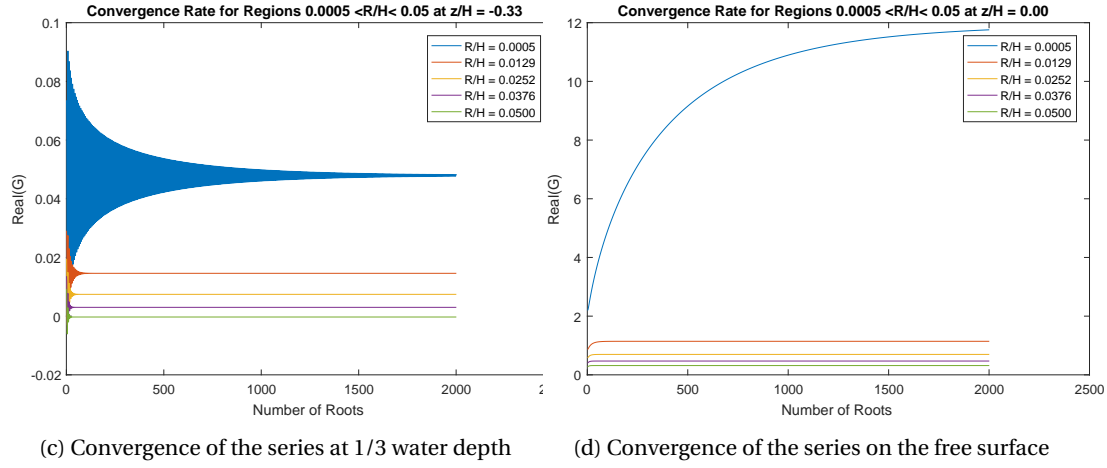 Convergence Rate for Regions 0.0005 <R/H< 0.05 at z/H = -0.33
0.1
0.08
0.06
0.04
0.02
0
-0.02
Real(G)
R/H = 0.0005
R/H = 0.0129
R/H = 0.0252
R/H = 0.0376
R/H = 0.0500
0
500
1000
1500
2000
2
Number of Roots
(c) Convergence of the series at 1/3 water depth
Convergence Rate for Regions 0.0005 <R/H< 0.05 at z/H = 0.00
12
10
8
6
4
2
0
Real(G)
R/H = 0.0005
R/H = 0.0129
R/H = 0.0252
R/H = 0.0376
R/H = 0.0500
0
500
1000
1500
2000
2500
Number of Roots
(d) Convergence of the series on the free surface